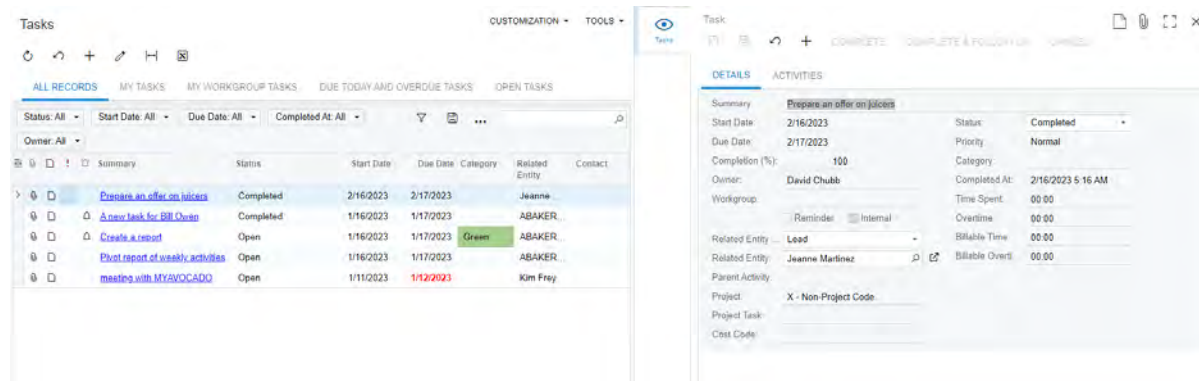 Tasks
CUSTOMIZATION TOOLS
ALL RECORDS MY TASKS MY WORKGROUP TASKS DUE TODAY AND OVERDUE TASKS OPEN TASKS
Status: All Start Date: All Due Date: All Completed At: All
Owner: All
Summary Status Start Date Due Date Category Related Entity Contact
Prepare an offer on juicers Completed 2/16/2023 2/17/2023 Jeanne ...
A new task for Bill Owen Completed 1/16/2023 1/17/2023 ABAKER...
Create a report Open 1/16/2023 1/17/2023 Green ABAKER...
Pivot report of weekly activities Open 1/16/2023 1/17/2023 ABAKER...
meeting with MYAVOCADO Open 1/11/2023 1/12/2023 Kim Frey
Tasks
Task
COMPLETE COMPLETE & FOLLOW-UP CANCEL
DETAILS ACTIVITIES
Summary: Prepare an offer on juicers
Start Date: 2/16/2023 Status: Completed
Due Date: 2/17/2023 Priority: Normal
Completion (%): 100 Category:
Owner: David Chubb Completed At: 2/16/2023 5:16 AM
Workgroup: Time Spent: 00:00
Reminder Internal Overtime: 00:00
Related Entity ... Lead Billable Time: 00:00
Related Entity: Jeanne Martinez Billable Overti... 00:00
Parent Activity:
Project: X - Non-Project Code.
Project Task:
Cost Code: